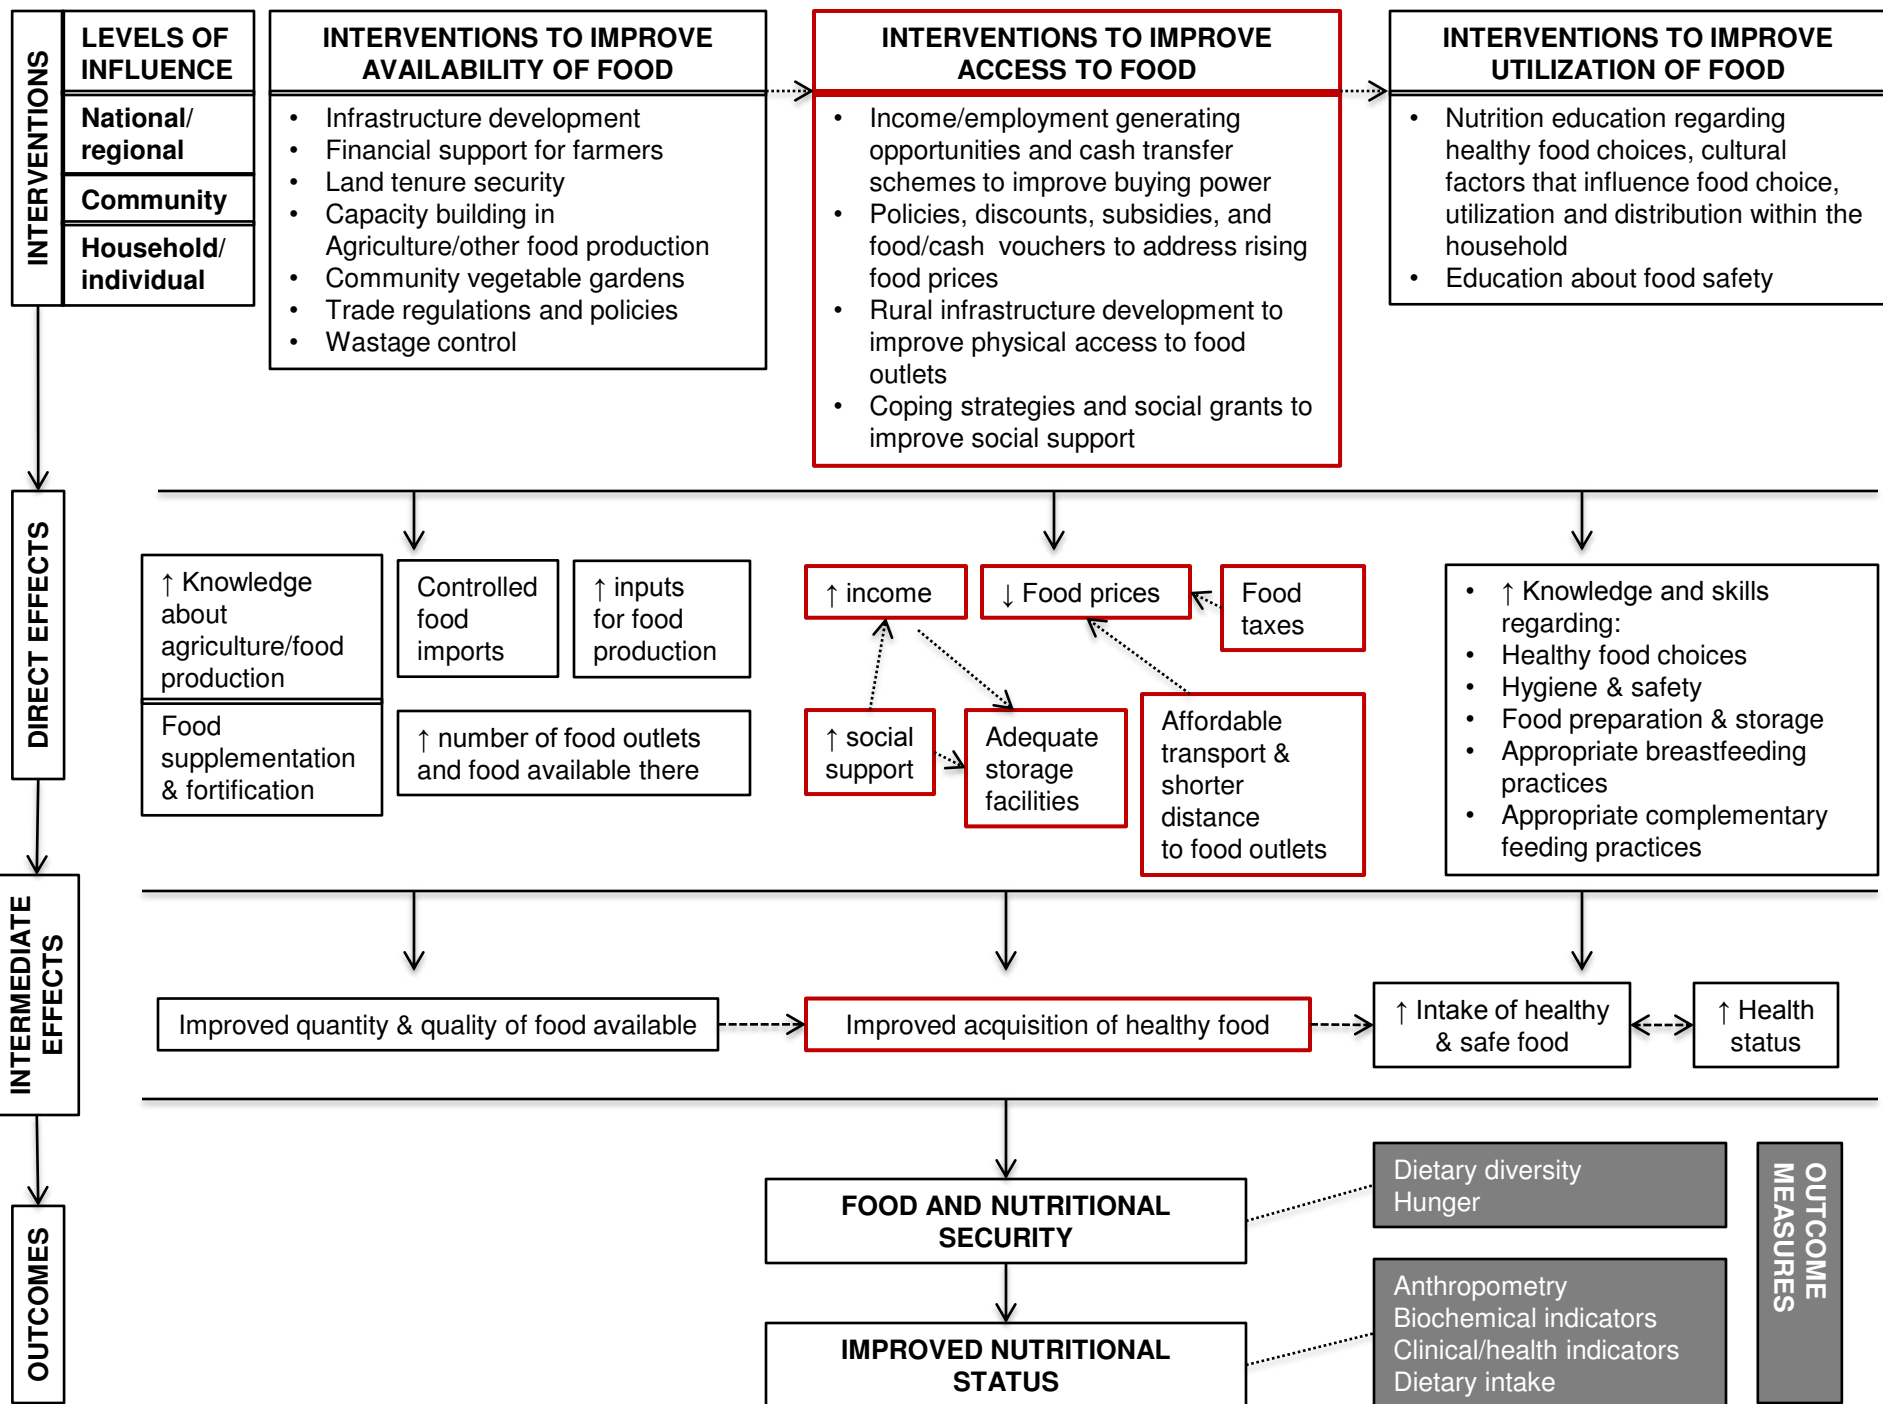 INTERVENTIONS
LEVELS OF
INFLUENCE
National/
regional
Community
Household/
individual
INTERVENTIONS TO IMPROVE
AVAILABILITY OF FOOD
• Infrastructure development
• Financial support for farmers
• Land tenure security
• Capacity building in
Agriculture/other food production
• Community vegetable gardens
• Trade regulations and policies
• Wastage control
INTERVENTIONS TO IMPROVE
ACCESS TO FOOD
• Income/employment generating
opportunities and cash transfer
schemes to improve buying power
• Policies, discounts, subsidies, and
food/cash vouchers to address rising
food prices
• Rural infrastructure development to
improve physical access to food
outlets
• Coping strategies and social grants to
improve social support
INTERVENTIONS TO IMPROVE
UTILIZATION OF FOOD
• Nutrition education regarding
healthy food choices, cultural
factors that influence food choice,
utilization and distribution within the
household
• Education about food safety
DIRECT EFFECTS
↑ Knowledge
about
agriculture/food
production
Food
supplementation
& fortification
Controlled
food
imports
↑ inputs
for food
production
↑ number of food outlets
and food available there
↑ income
↓ Food prices
Food
taxes
↑ social
support
Adequate
storage
facilities
Affordable
transport &
shorter
distance
to food outlets
• ↑ Knowledge and skills
regarding:
• Healthy food choices
• Hygiene & safety
• Food preparation & storage
• Appropriate breastfeeding
practices
• Appropriate complementary
feeding practices
INTERMEDIATE
EFFECTS
Improved quantity & quality of food available
Improved acquisition of healthy food
↑ Intake of healthy
& safe food
↑ Health
status
OUTCOMES
FOOD AND NUTRITIONAL
SECURITY
IMPROVED NUTRITIONAL
STATUS
Dietary diversity
Hunger
Anthropometry
Biochemical indicators
Clinical/health indicators
Dietary intake
OUTCOME
MEASURES